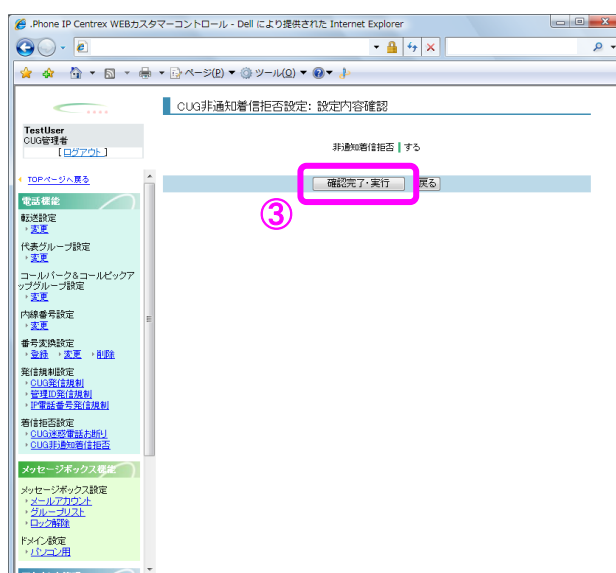 .Phone IP Centrex WEBカスタマーコントロール - Dell により提供された Internet Explorer
ページ(P) ツール(O)
CUG非通知着信拒否設定: 設定内容確認
TestUser
CUG管理者
[ログアウト]
非通知着信拒否 する
TOPページへ戻る
確認完了・実行 戻る
③
電話機能
転送設定
変更
代表グループ設定
変更
コールパーク&コールピックア
ップグループ設定
変更
内線番号設定
変更
番号変換設定
登録 変更 削除
発信規制設定
CUG発信規制
管理ID発信規制
IP電話番号発信規制
着信拒否設定
CUG迷惑電話お断り
CUG非通知着信拒否
メッセージボックス機能
メッセージボックス設定
メールアカウント
グループリスト
ロック解除
ドメイン設定
パソコン用